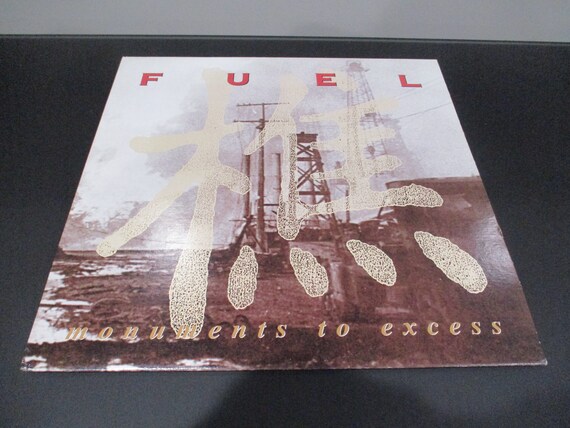 FUEL
樵
monuments to excess